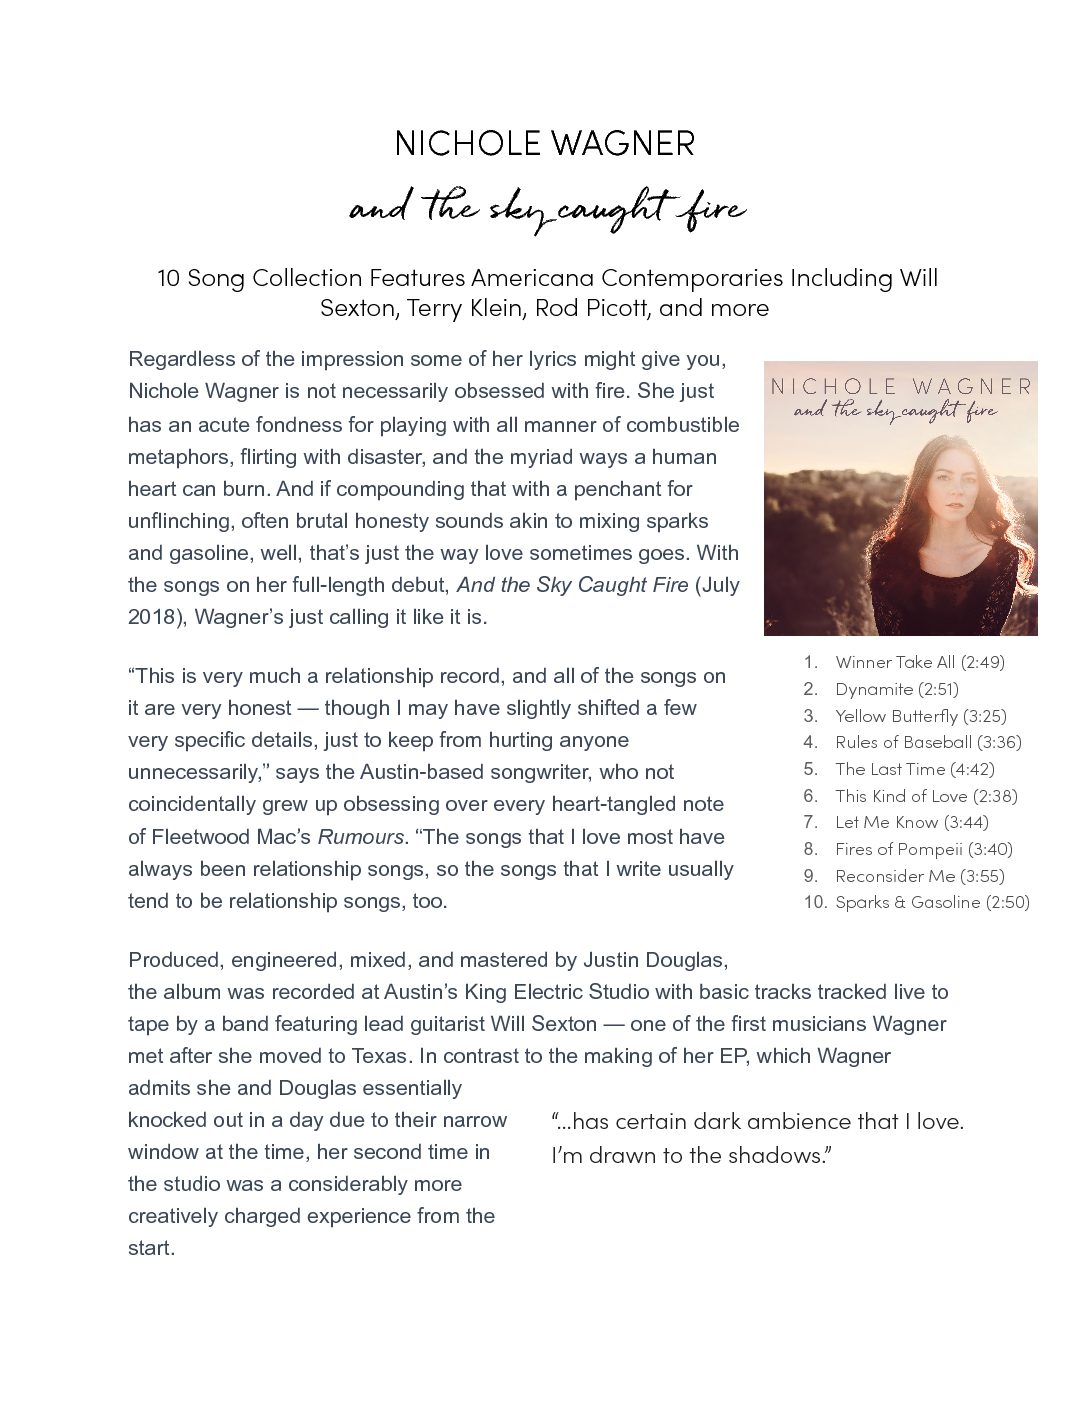 NICHOLE WAGNER
and the sky caught fire
10 Song Collection Features Americana Contemporaries Including Will
Sexton, Terry Klein, Rod Picott, and more
Regardless of the impression some of her lyrics might give you,
Nichole Wagner is not necessarily obsessed with fire. She just
has an acute fondness for playing with all manner of combustible
metaphors, flirting with disaster, and the myriad ways a human
heart can burn. And if compounding that with a penchant for
unflinching, often brutal honesty sounds akin to mixing sparks
and gasoline, well, that’s just the way love sometimes goes. With
the songs on her full-length debut, And the Sky Caught Fire (July
2018), Wagner’s just calling it like it is.
“This is very much a relationship record, and all of the songs on
it are very honest — though I may have slightly shifted a few
very specific details, just to keep from hurting anyone
unnecessarily,” says the Austin-based songwriter, who not
coincidentally grew up obsessing over every heart-tangled note
of Fleetwood Mac’s Rumours. “The songs that I love most have
always been relationship songs, so the songs that I write usually
tend to be relationship songs, too.
NICHOLE WAGNER
and the sky caught fire
1. Winner Take All (2:49)
2. Dynamite (2:51)
3. Yellow Butterfly (3:25)
4. Rules of Baseball (3:36)
5. The Last Time (4:42)
6. This Kind of Love (2:38)
7. Let Me Know (3:44)
8. Fires of Pompeii (3:40)
9. Reconsider Me (3:55)
10. Sparks & Gasoline (2:50)
Produced, engineered, mixed, and mastered by Justin Douglas,
the album was recorded at Austin’s King Electric Studio with basic tracks tracked live to
tape by a band featuring lead guitarist Will Sexton — one of the first musicians Wagner
met after she moved to Texas. In contrast to the making of her EP, which Wagner
admits she and Douglas essentially
knocked out in a day due to their narrow
window at the time, her second time in
the studio was a considerably more
creatively charged experience from the
start.
“…has certain dark ambience that I love.
I’m drawn to the shadows.”